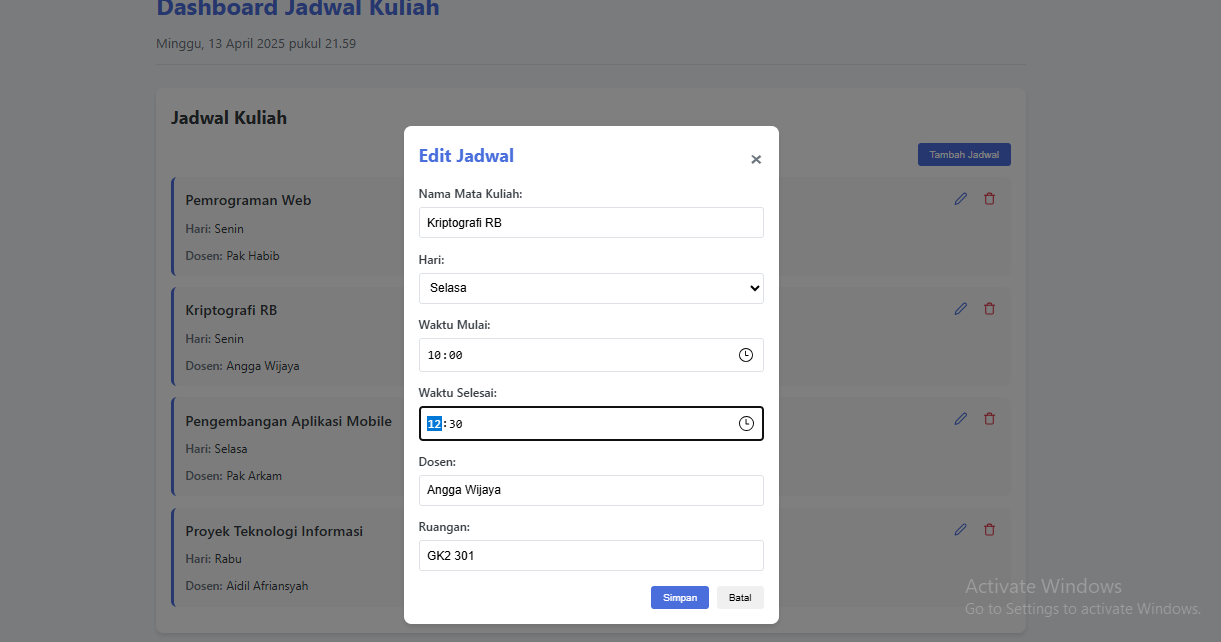 Dashboard Jadwal Kuliah
Minggu, 13 April 2025 pukul 21.59
Jadwal Kuliah
Tambah Jadwal
Pemrograman Web
Hari: Senin
Dosen: Pak Habib
Kriptografi RB
Hari: Senin
Dosen: Angga Wijaya
Pengembangan Aplikasi Mobile
Hari: Selasa
Dosen: Pak Arkam
Proyek Teknologi Informasi
Hari: Rabu
Dosen: Aidil Afriansyah
Edit Jadwal
×
Nama Mata Kuliah:
Kriptografi RB
Hari:
Selasa
Waktu Mulai:
10:00
Waktu Selesai:
12:30
Dosen:
Angga Wijaya
Ruangan:
GK2 301
Simpan Batal
Activate Windows
Go to Settings to activate Windows.